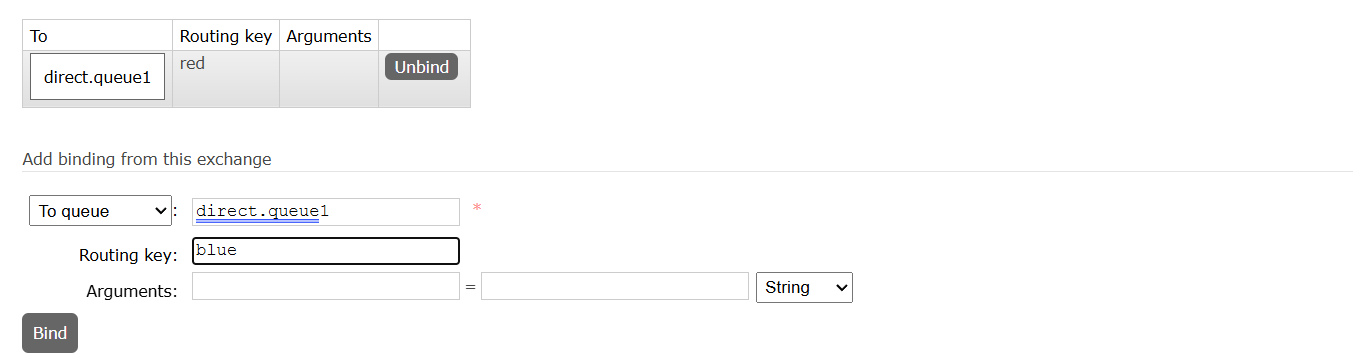 To Routing key Arguments
direct.queue1 red Unbind
Add binding from this exchange
To queue : direct.queue1 *
Routing key: blue
Arguments: = String
Bind